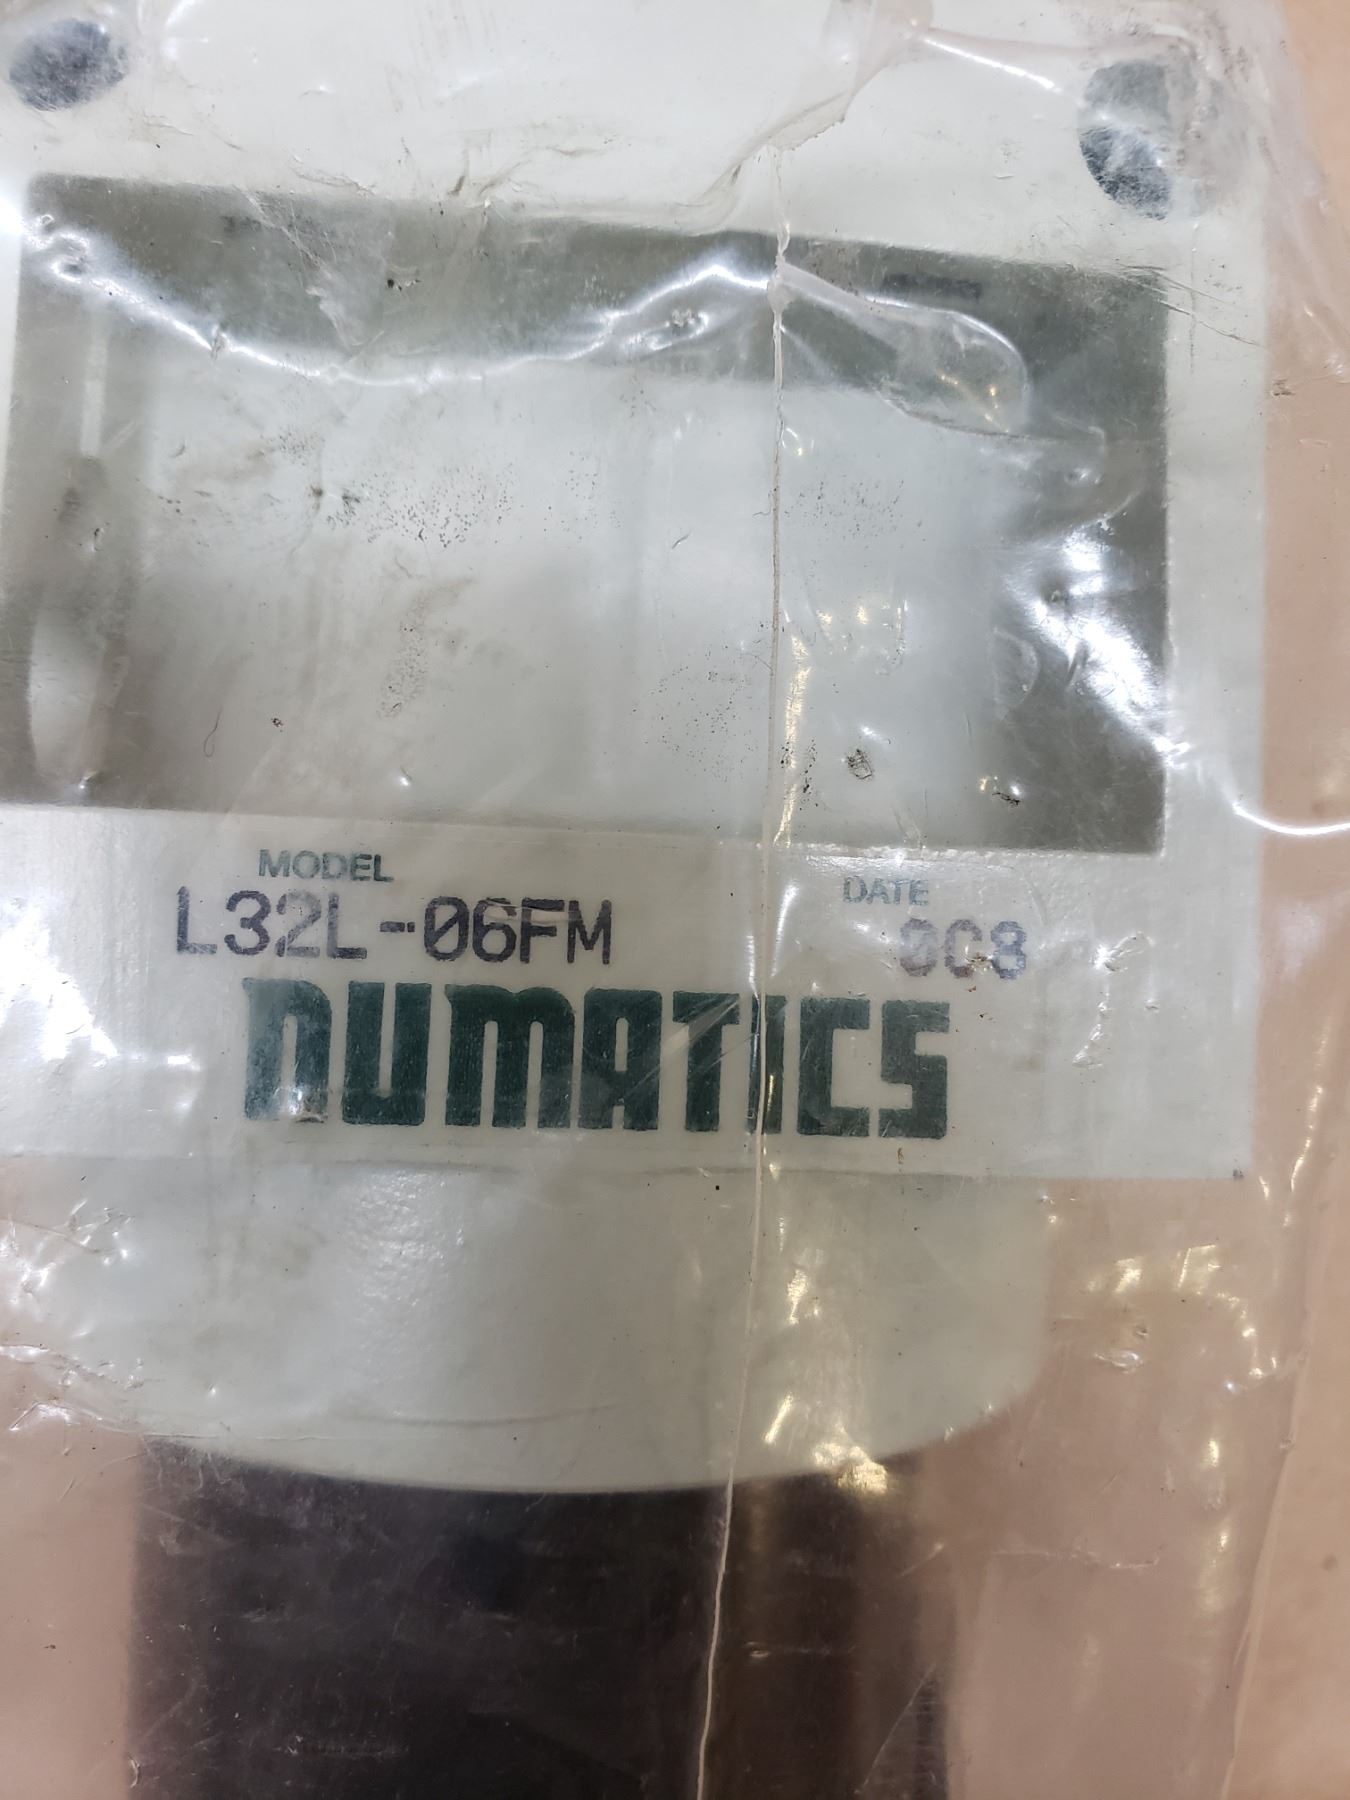 MODEL
L32L-06FM
DATE
0C8
NUMATICS